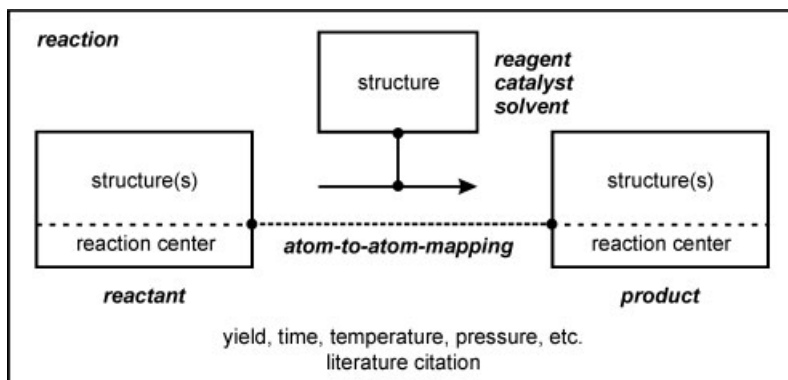 reaction
structure
reagent
catalyst
solvent
structure(s)
reaction center
reactant
atom-to-atom-mapping
structure(s)
reaction center
product
yield, time, temperature, pressure, etc.
literature citation